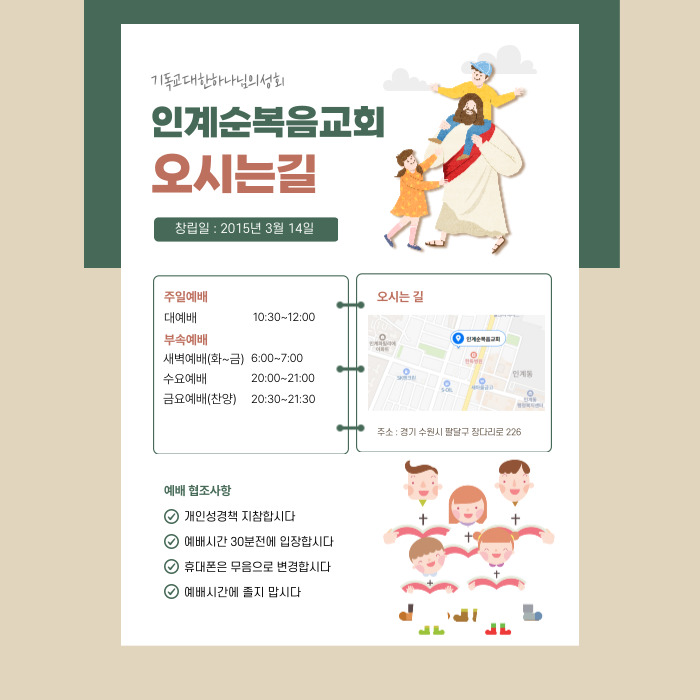 기독교대한하나님의성회
인계순복음교회
오시는길
창립일 : 2015년 3월 14일
주일예배
대예배 10:30~12:00
부속예배
새벽예배(화~금) 6:00~7:00
수요예배 20:00~21:00
금요예배(찬양) 20:30~21:30
오시는 길
인계순복음교회
인계동
S-OIL
주소 : 경기 수원시 팔달구 장다리로 226
예배 협조사항
개인성경책 지참합시다
예배시간 30분전에 입장합시다
휴대폰은 무음으로 변경합시다
예배시간에 졸지 맙시다